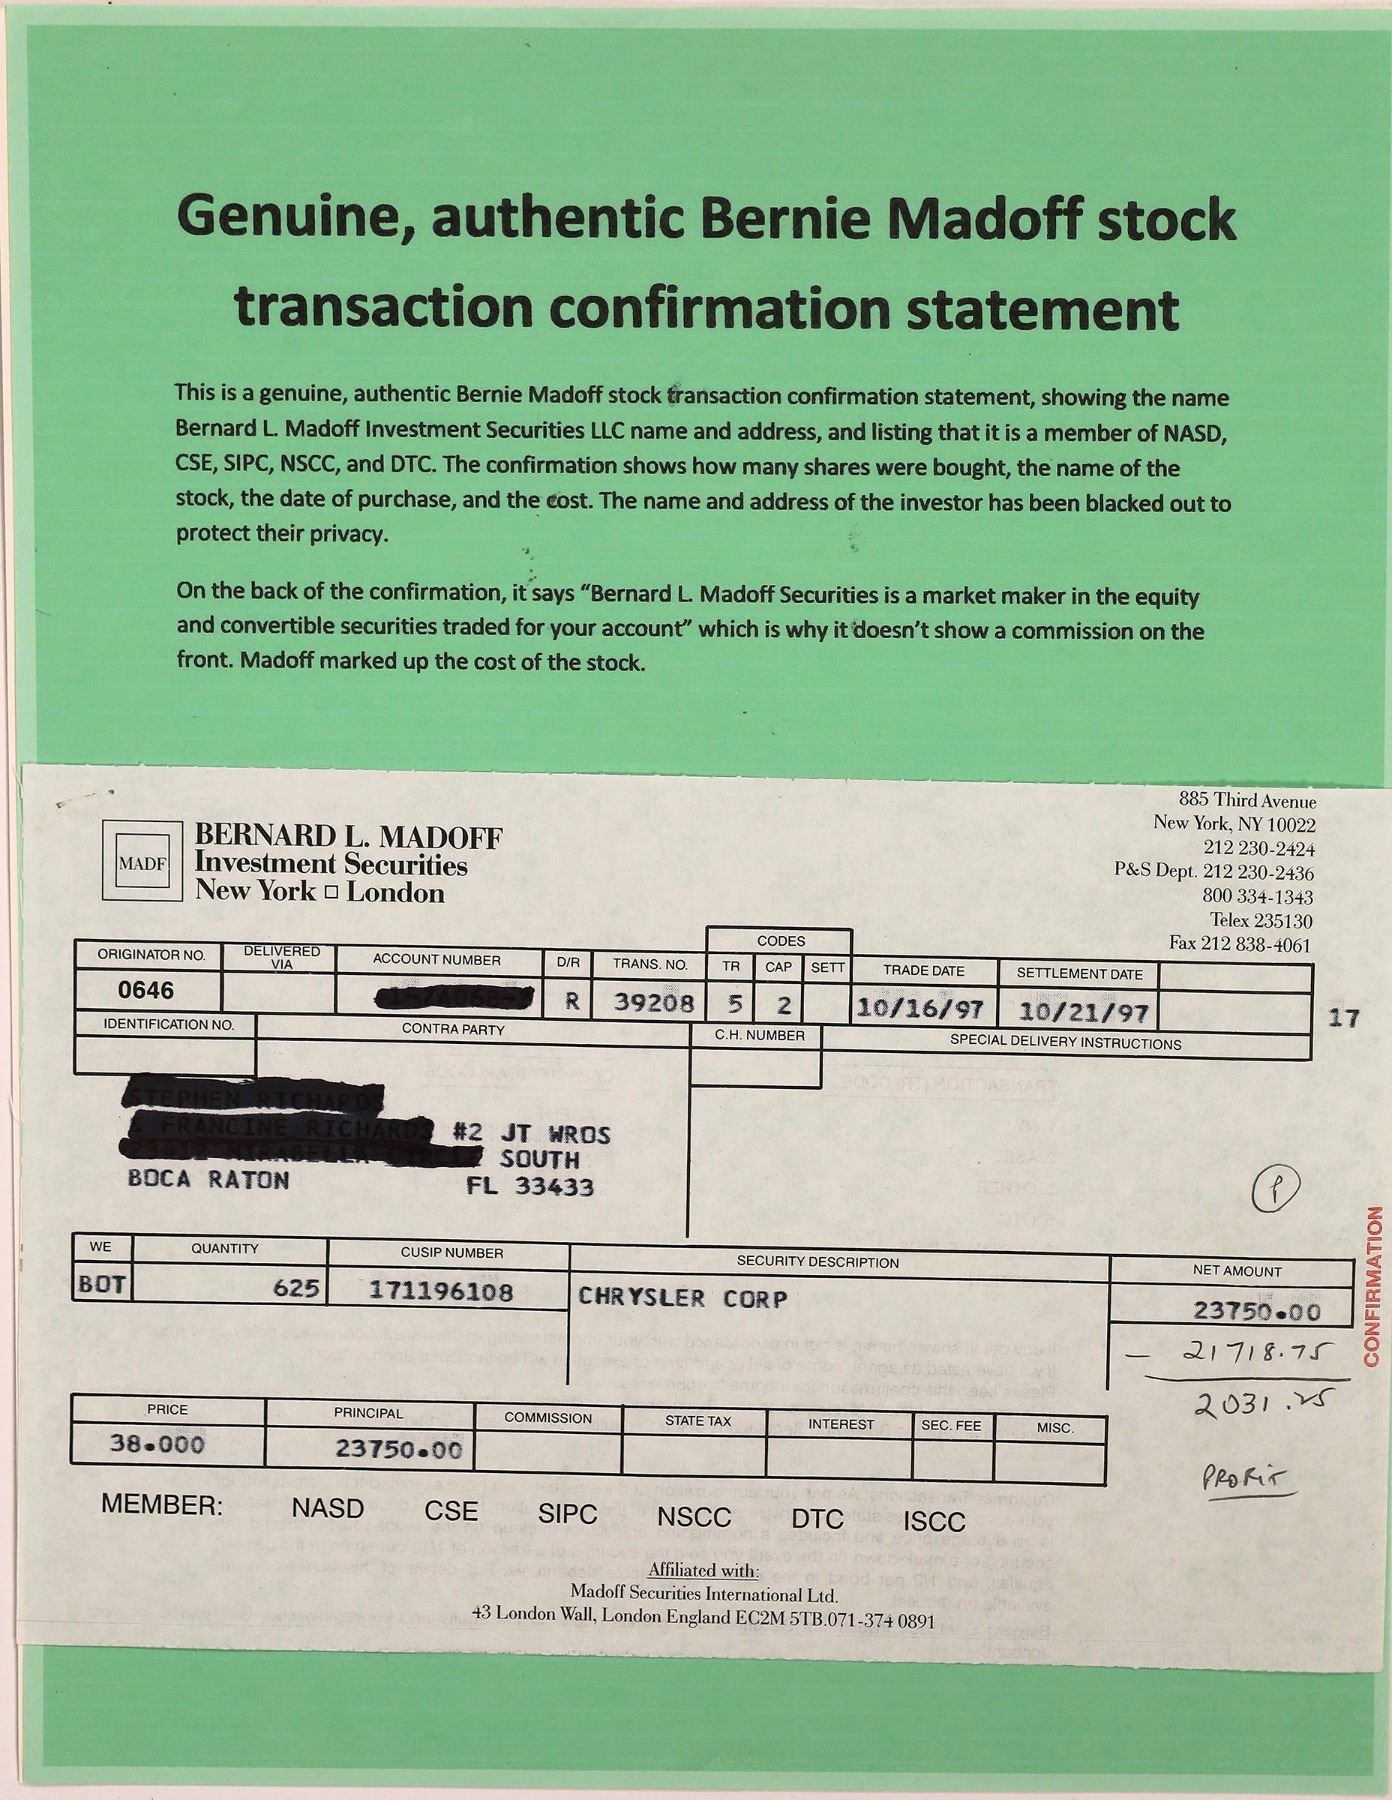 Genuine, authentic Bernie Madoff stock
transaction confirmation statement
This is a genuine, authentic Bernie Madoff stock transaction confirmation statement, showing the name
Bernard L. Madoff Investment Securities LLC name and address, and listing that it is a member of NASD,
CSE, SIPC, NSCC, and DTC. The confirmation shows how many shares were bought, the name of the
stock, the date of purchase, and the cost. The name and address of the investor has been blacked out to
protect their privacy.
On the back of the confirmation, it says “Bernard L. Madoff Securities is a market maker in the equity
and convertible securities traded for your account” which is why it doesn’t show a commission on the
front. Madoff marked up the cost of the stock.
885 Third Avenue
New York, NY 10022
212 230-2424
P&S Dept. 212 230-2436
800 334-1343
Telex 235130
Fax 212 838-4061
MADF
BERNARD L. MADOFF
Investment Securities
New York □ London
CODES
ORIGINATOR NO. DELIVERED VIA ACCOUNT NUMBER D/R TRANS. NO. TR CAP SETT TRADE DATE SETTLEMENT DATE
0646 R 39208 5 2 10/16/97 10/21/97 17
IDENTIFICATION NO. CONTRA PARTY C.H. NUMBER SPECIAL DELIVERY INSTRUCTIONS
#2 JT WROS
SOUTH
BOCA RATON FL 33433
P
WE QUANTITY CUSIP NUMBER SECURITY DESCRIPTION NET AMOUNT
BOT 625 171196108 CHRYSLER CORP 23750.00
CONFIRMATION
— 21718.75
2031.25
PRICE PRINCIPAL COMMISSION STATE TAX INTEREST SEC. FEE MISC.
38.000 23750.00
PROFIT
MEMBER: NASD CSE SIPC NSCC DTC ISCC
Affiliated with:
Madoff Securities International Ltd.
43 London Wall, London England EC2M 5TB.071-374 0891